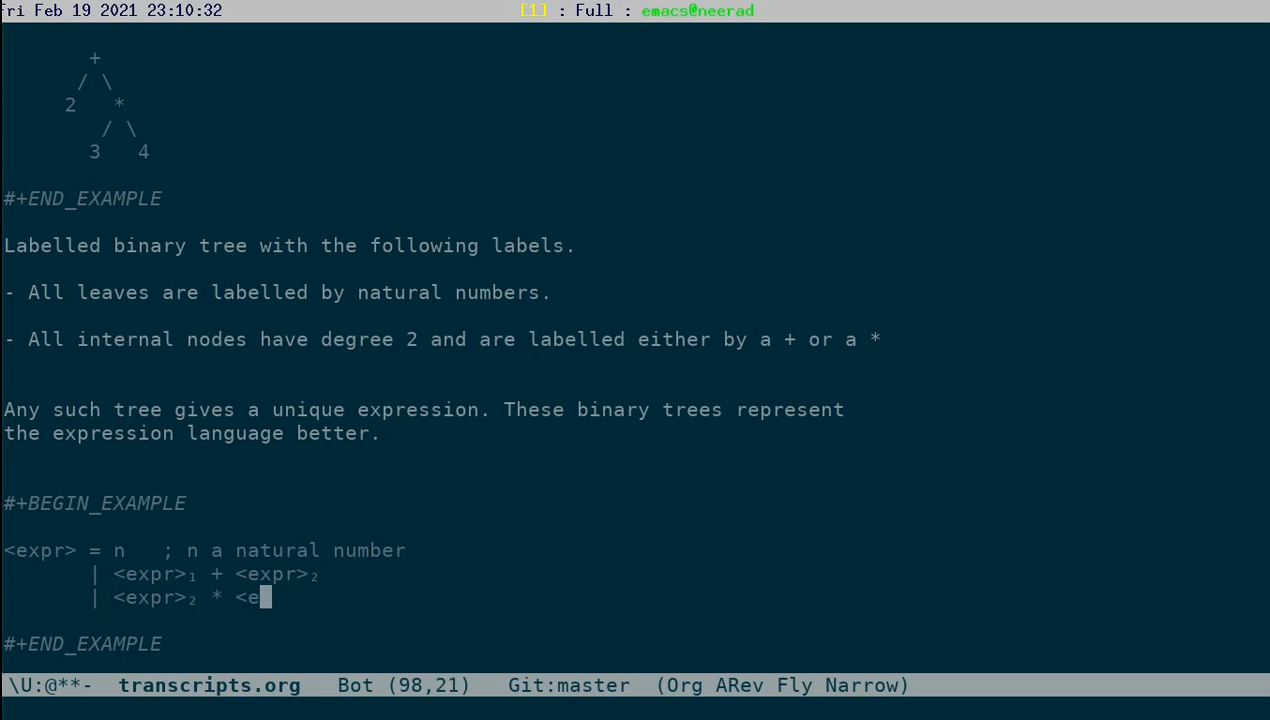 Fri Feb 19 2021 23:10:32 [1] : Full : emacs@neerad
+
/ \
2 *
/ \
3 4
#+END_EXAMPLE
Labelled binary tree with the following labels.
- All leaves are labelled by natural numbers.
- All internal nodes have degree 2 and are labelled either by a + or a *
Any such tree gives a unique expression. These binary trees represent
the expression language better.
#+BEGIN_EXAMPLE
<expr> = n ; n a natural number
| <expr>₁ + <expr>₂
| <expr>₂ * <e
#+END_EXAMPLE
\U:@**- transcripts.org Bot (98,21) Git:master (Org ARev Fly Narrow)